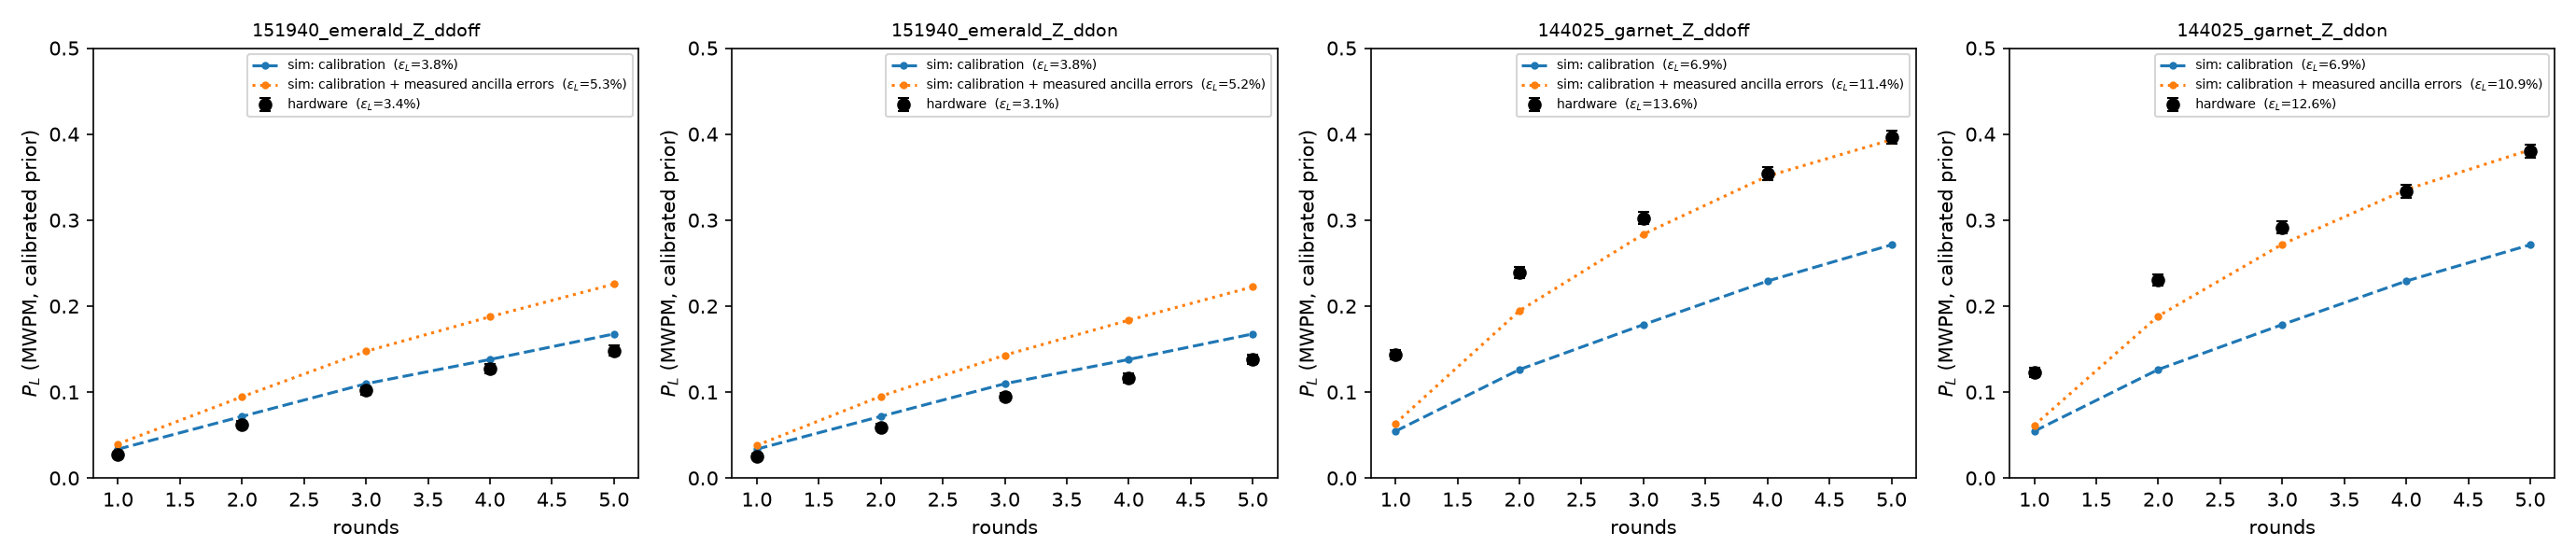 151940_emerald_Z_ddoff
0.5
0.4
0.3
0.2
0.1
0.0
P_L (MWPM, calibrated prior)
sim: calibration (ε_L=3.8%)
sim: calibration + measured ancilla errors (ε_L=5.3%)
hardware (ε_L=3.4%)
1.0 1.5 2.0 2.5 3.0 3.5 4.0 4.5 5.0
rounds
151940_emerald_Z_ddon
0.5
0.4
0.3
0.2
0.1
0.0
P_L (MWPM, calibrated prior)
sim: calibration (ε_L=3.8%)
sim: calibration + measured ancilla errors (ε_L=5.2%)
hardware (ε_L=3.1%)
1.0 1.5 2.0 2.5 3.0 3.5 4.0 4.5 5.0
rounds
144025_garnet_Z_ddoff
0.5
0.4
0.3
0.2
0.1
0.0
P_L (MWPM, calibrated prior)
sim: calibration (ε_L=6.9%)
sim: calibration + measured ancilla errors (ε_L=11.4%)
hardware (ε_L=13.6%)
1.0 1.5 2.0 2.5 3.0 3.5 4.0 4.5 5.0
rounds
144025_garnet_Z_ddon
0.5
0.4
0.3
0.2
0.1
0.0
P_L (MWPM, calibrated prior)
sim: calibration (ε_L=6.9%)
sim: calibration + measured ancilla errors (ε_L=10.9%)
hardware (ε_L=12.6%)
1.0 1.5 2.0 2.5 3.0 3.5 4.0 4.5 5.0
rounds